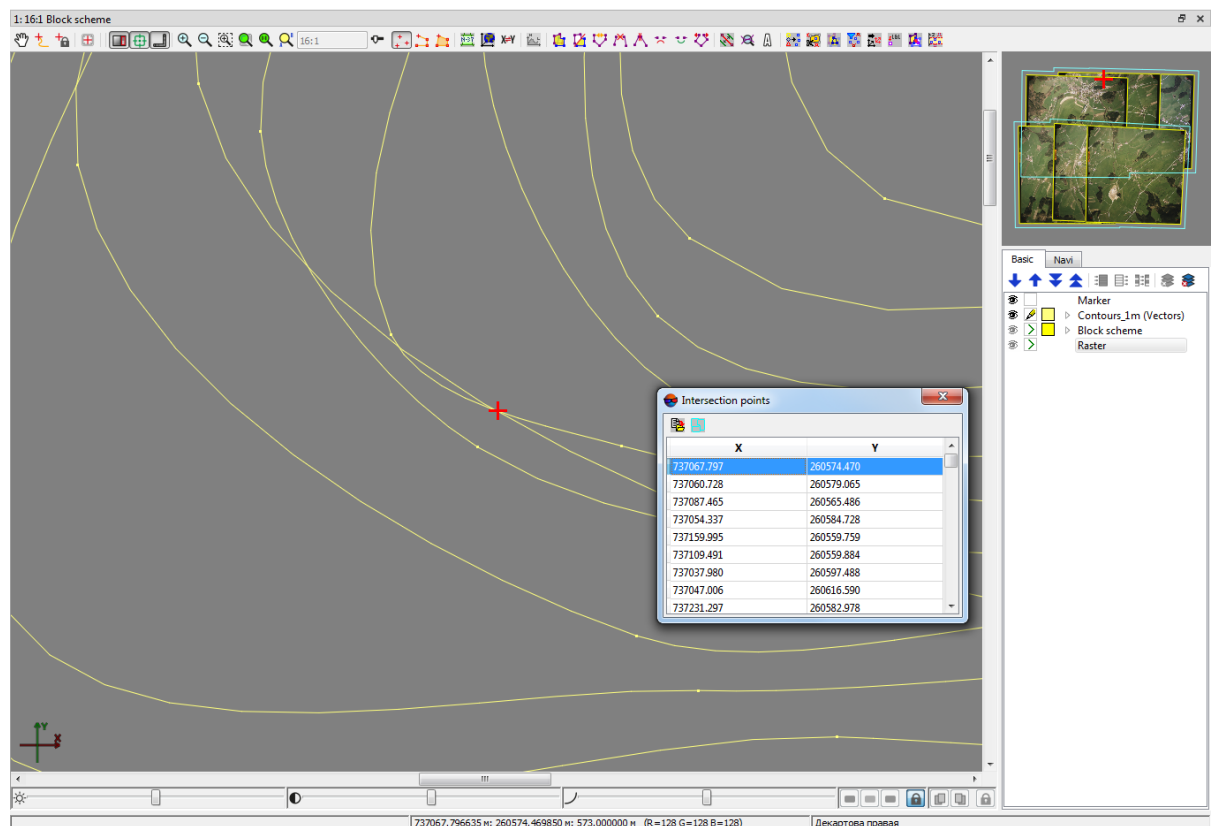 1: 16:1 Block scheme
16:1
Basic Navi
Marker
Contours_1m (Vectors)
Block scheme
Raster
Intersection points
X Y
737067.797 260574.470
737060.728 260579.065
737087.465 260565.486
737054.337 260584.728
737159.995 260559.759
737109.491 260559.884
737037.980 260597.488
737047.006 260616.590
737231.297 260582.978
Y
X
737067.796635 м; 260574.469850 м; 573.000000 м (R=128 G=128 B=128) Декартова правая